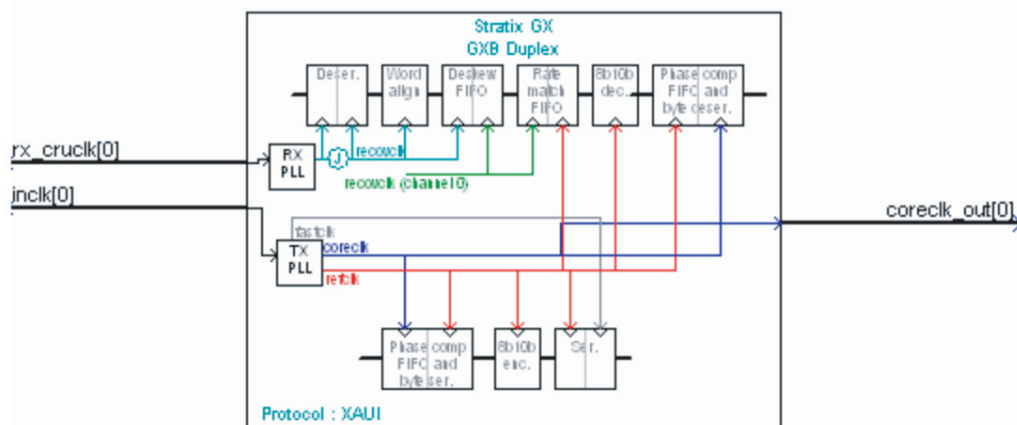 Stratix GX
GXB Duplex
Deser.
Word
align
Deskew
FIFO
Rate
match
FIFO
8b10b
dec.
Phase comp
FIFO and
byte deser.
rx_cruclk[0]
RX
PLL
J
recovclk
recovclk (channel 0)
inclk[0]
coreclk_out[0]
fastclk
TX
PLL
coreclk
refclk
Phase comp
FIFO and
byte ser.
8b10b
enc.
Ser.
Protocol : XAUI